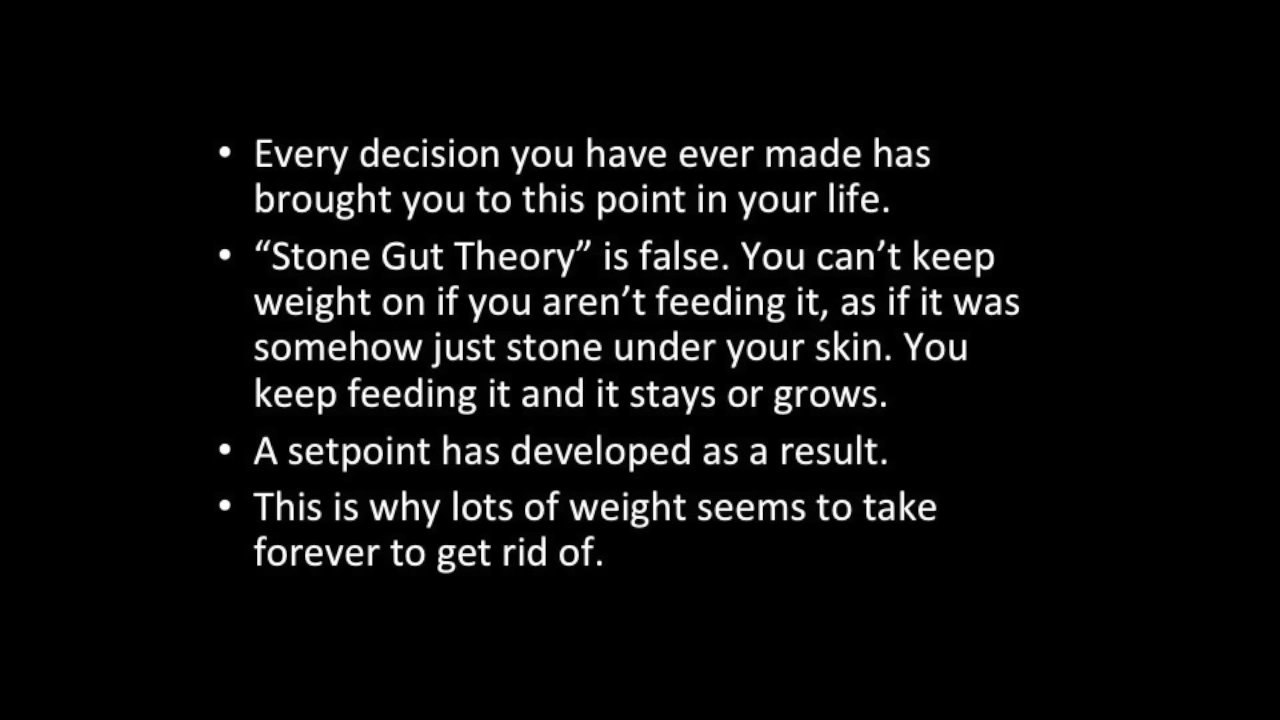 • Every decision you have ever made has
brought you to this point in your life.
• “Stone Gut Theory” is false. You can’t keep
weight on if you aren’t feeding it, as if it was
somehow just stone under your skin. You
keep feeding it and it stays or grows.
• A setpoint has developed as a result.
• This is why lots of weight seems to take
forever to get rid of.